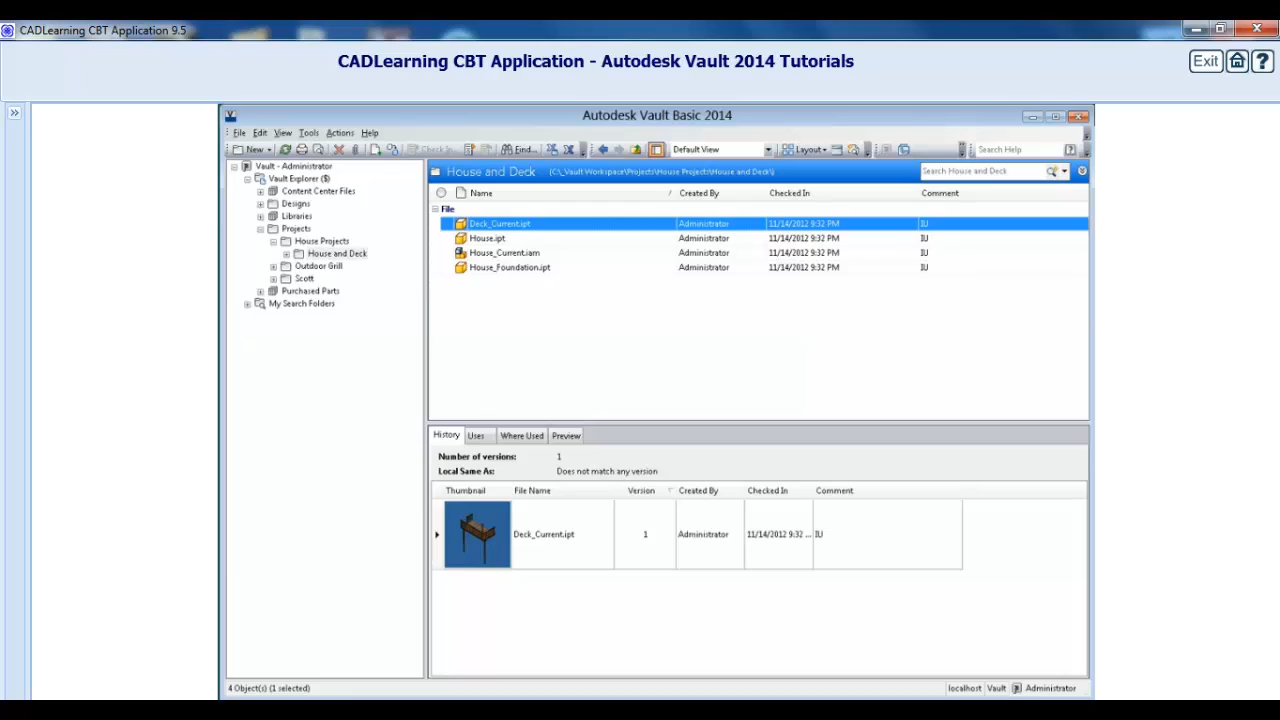 CADLearning CBT Application 9.5
CADLearning CBT Application - Autodesk Vault 2014 Tutorials
Exit
Autodesk Vault Basic 2014
File Edit View Tools Actions Help
New Check In... Find... Default View Layout Search Help
Vault - Administrator
Vault Explorer ($)
Content Center Files
Designs
Libraries
Projects
House Projects
House and Deck
Outdoor Grill
Scott
Purchased Parts
My Search Folders
House and Deck (C:\_Vault Workspace\Projects\House Projects\House and Deck\) Search House and Deck
Name Created By Checked In Comment
File
Deck_Current.ipt Administrator 11/14/2012 9:32 PM IU
House.ipt Administrator 11/14/2012 9:32 PM IU
House_Current.iam Administrator 11/14/2012 9:32 PM IU
House_Foundation.ipt Administrator 11/14/2012 9:32 PM IU
History Uses Where Used Preview
Number of versions: 1
Local Same As: Does not match any version
Thumbnail File Name Version Created By Checked In Comment
Deck_Current.ipt 1 Administrator 11/14/2012 9:32 ... IU
4 Object(s) (1 selected) localhost Vault Administrator